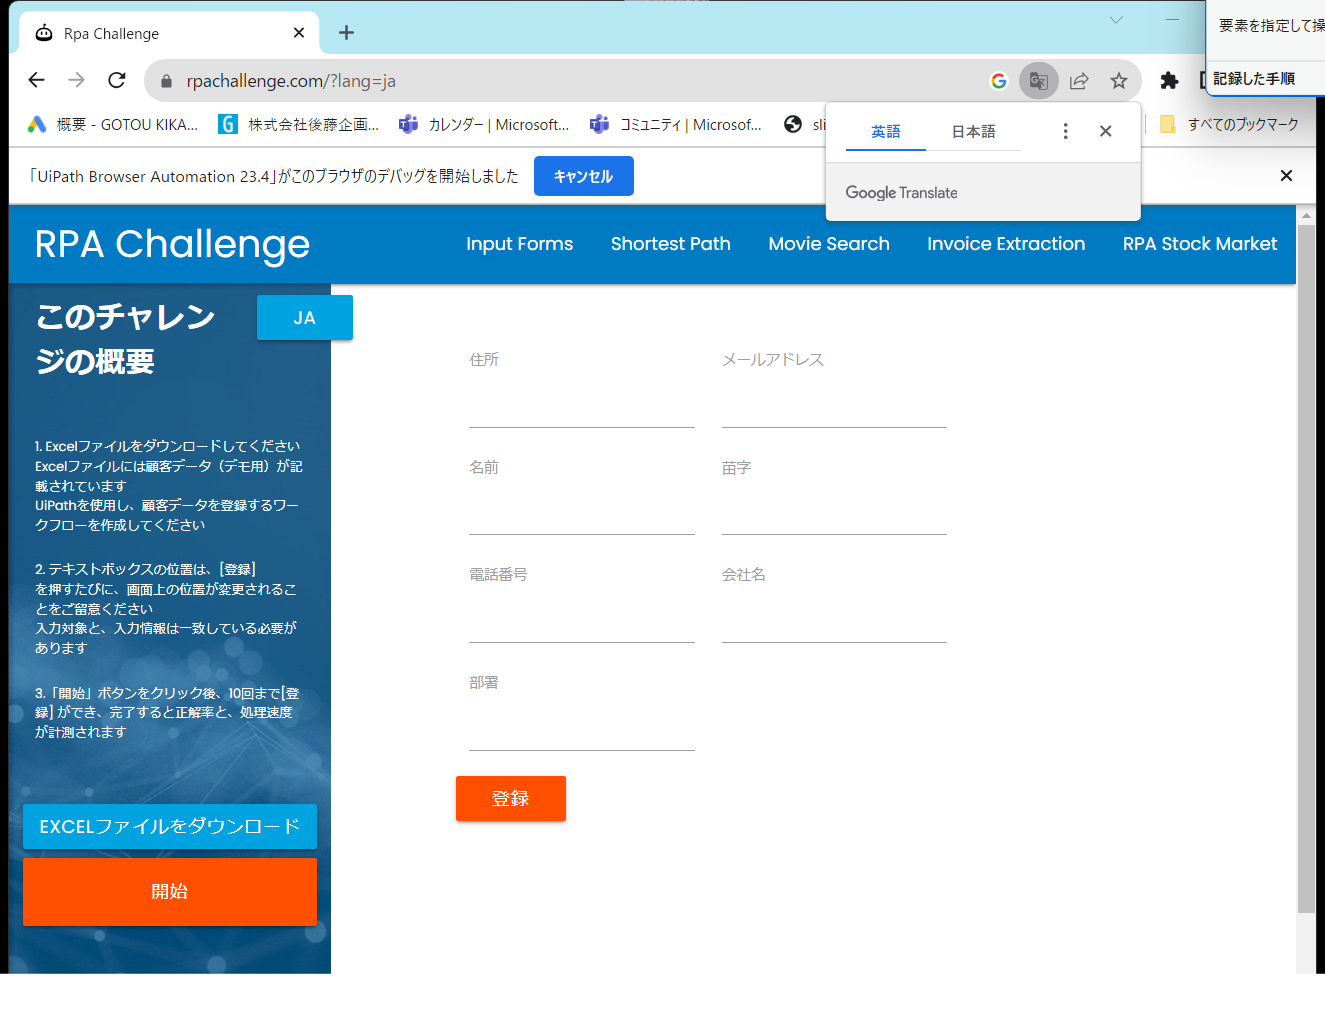 Rpa Challenge
要素を指定して操
記録した手順
rpachallenge.com/?lang=ja
概要 - GOTOU KIKA...
株式会社後藤企画...
カレンダー | Microsoft...
コミュニティ | Microsof...
sli
すべてのブックマーク
英語
日本語
Google Translate
「UiPath Browser Automation 23.4」がこのブラウザのデバッグを開始しました
キャンセル
RPA Challenge
Input Forms
Shortest Path
Movie Search
Invoice Extraction
RPA Stock Market
このチャレン
ジの概要
JA
1. Excelファイルをダウンロードしてください
Excelファイルには顧客データ（デモ用）が記
載されています
UiPathを使用し、顧客データを登録するワー
クフローを作成してください
2. テキストボックスの位置は、[登録]
を押すたびに、画面上の位置が変更されるこ
とをご留意ください
入力対象と、入力情報は一致している必要が
あります
3.「開始」ボタンをクリック後、10回まで[登
録] ができ、完了すると正解率と、処理速度
が計測されます
EXCELファイルをダウンロード
開始
住所
メールアドレス
名前
苗字
電話番号
会社名
部署
登録